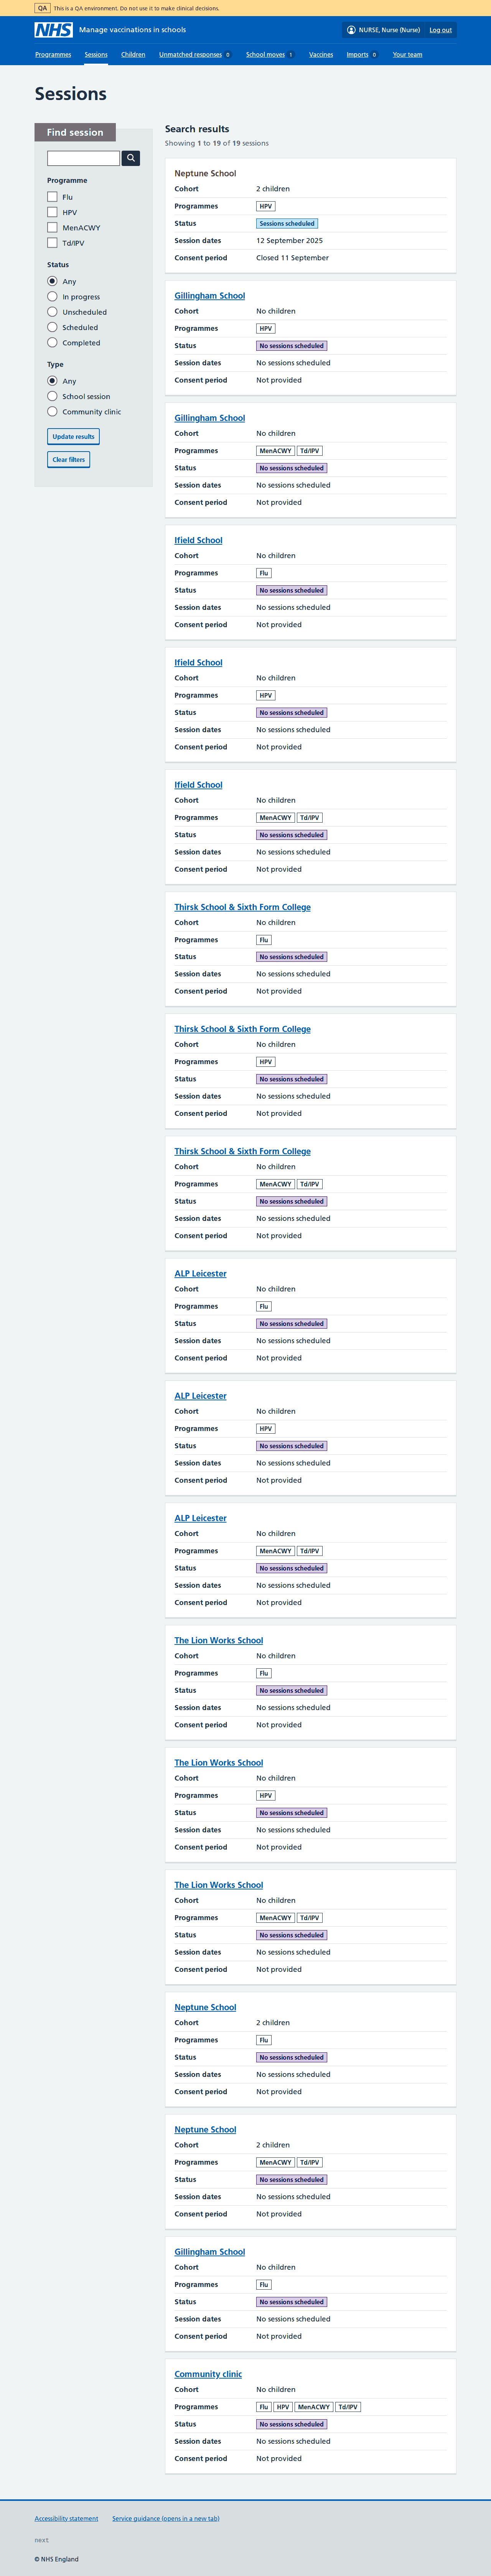 QA This is a QA environment. Do not use it to make clinical decisions.
NHS Manage vaccinations in schools NURSE, Nurse (Nurse) Log out
Programmes Sessions Children Unmatched responses 0 School moves 1 Vaccines Imports 0 Your team
Sessions
Find session
Programme
Flu
HPV
MenACWY
Td/IPV
Status
Any
In progress
Unscheduled
Scheduled
Completed
Type
Any
School session
Community clinic
Update results
Clear filters
Search results
Showing 1 to 19 of 19 sessions
Neptune School
Cohort 2 children
Programmes HPV
Status Sessions scheduled
Session dates 12 September 2025
Consent period Closed 11 September
Gillingham School
Cohort No children
Programmes HPV
Status No sessions scheduled
Session dates No sessions scheduled
Consent period Not provided
Gillingham School
Cohort No children
Programmes MenACWY Td/IPV
Status No sessions scheduled
Session dates No sessions scheduled
Consent period Not provided
Ifield School
Cohort No children
Programmes Flu
Status No sessions scheduled
Session dates No sessions scheduled
Consent period Not provided
Ifield School
Cohort No children
Programmes HPV
Status No sessions scheduled
Session dates No sessions scheduled
Consent period Not provided
Ifield School
Cohort No children
Programmes MenACWY Td/IPV
Status No sessions scheduled
Session dates No sessions scheduled
Consent period Not provided
Thirsk School & Sixth Form College
Cohort No children
Programmes Flu
Status No sessions scheduled
Session dates No sessions scheduled
Consent period Not provided
Thirsk School & Sixth Form College
Cohort No children
Programmes HPV
Status No sessions scheduled
Session dates No sessions scheduled
Consent period Not provided
Thirsk School & Sixth Form College
Cohort No children
Programmes MenACWY Td/IPV
Status No sessions scheduled
Session dates No sessions scheduled
Consent period Not provided
ALP Leicester
Cohort No children
Programmes Flu
Status No sessions scheduled
Session dates No sessions scheduled
Consent period Not provided
ALP Leicester
Cohort No children
Programmes HPV
Status No sessions scheduled
Session dates No sessions scheduled
Consent period Not provided
ALP Leicester
Cohort No children
Programmes MenACWY Td/IPV
Status No sessions scheduled
Session dates No sessions scheduled
Consent period Not provided
The Lion Works School
Cohort No children
Programmes Flu
Status No sessions scheduled
Session dates No sessions scheduled
Consent period Not provided
The Lion Works School
Cohort No children
Programmes HPV
Status No sessions scheduled
Session dates No sessions scheduled
Consent period Not provided
The Lion Works School
Cohort No children
Programmes MenACWY Td/IPV
Status No sessions scheduled
Session dates No sessions scheduled
Consent period Not provided
Neptune School
Cohort 2 children
Programmes Flu
Status No sessions scheduled
Session dates No sessions scheduled
Consent period Not provided
Neptune School
Cohort 2 children
Programmes MenACWY Td/IPV
Status No sessions scheduled
Session dates No sessions scheduled
Consent period Not provided
Gillingham School
Cohort No children
Programmes Flu
Status No sessions scheduled
Session dates No sessions scheduled
Consent period Not provided
Community clinic
Cohort No children
Programmes Flu HPV MenACWY Td/IPV
Status No sessions scheduled
Session dates No sessions scheduled
Consent period Not provided
Accessibility statement Service guidance (opens in a new tab)
next
© NHS England